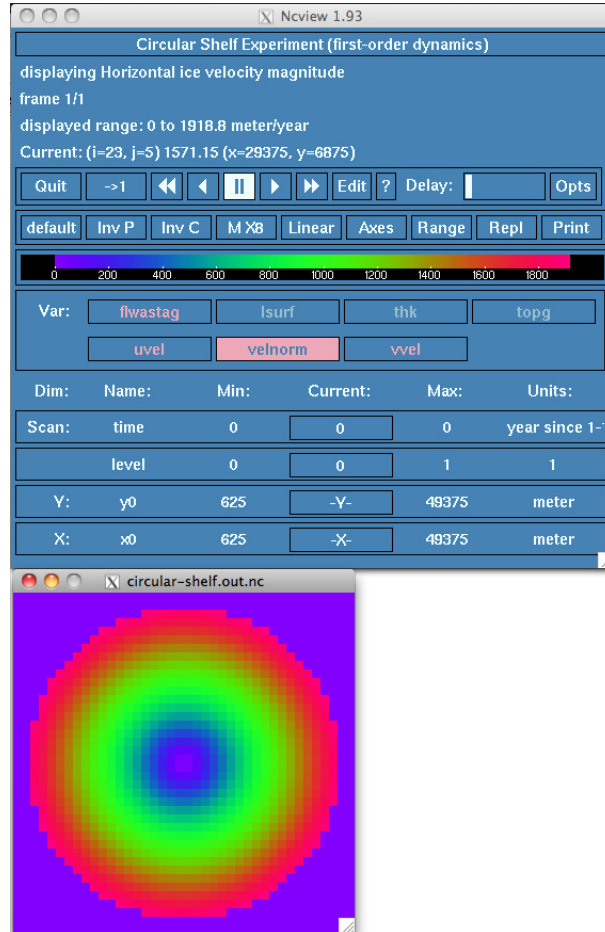 Ncview 1.93
Circular Shelf Experiment (first-order dynamics)
displaying Horizontal ice velocity magnitude
frame 1/1
displayed range: 0 to 1918.8 meter/year
Current: (i=23, j=5) 1571.15 (x=29375, y=6875)
Quit ->1 Edit ? Delay: Opts
default Inv P Inv C M X8 Linear Axes Range Repl Print
0 200 400 600 800 1000 1200 1400 1600 1800
Var: flwastag lsurf thk topg
uvel velnorm vvel
Dim: Name: Min: Current: Max: Units:
Scan: time 0 0 0 year since 1-
level 0 0 1 1
Y: y0 625 -Y- 49375 meter
X: x0 625 -X- 49375 meter
circular-shelf.out.nc